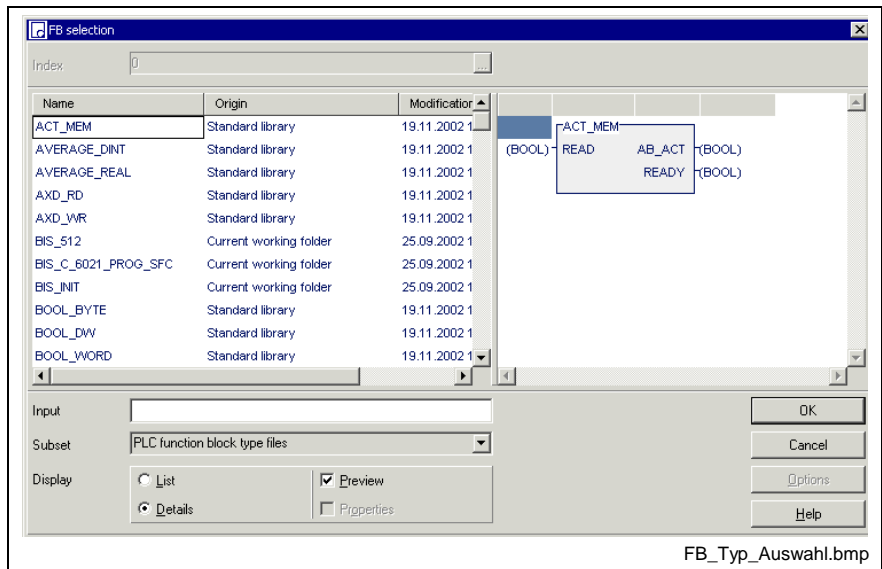 FB selection
Index 0 ...
Name Origin Modification
ACT_MEM Standard library 19.11.2002 1
AVERAGE_DINT Standard library 19.11.2002 1
AVERAGE_REAL Standard library 19.11.2002 1
AXD_RD Standard library 19.11.2002 1
AXD_WR Standard library 19.11.2002 1
BIS_512 Current working folder 25.09.2002 1
BIS_C_6021_PROG_SFC Current working folder 25.09.2002 1
BIS_INIT Current working folder 25.09.2002 1
BOOL_BYTE Standard library 19.11.2002 1
BOOL_DW Standard library 19.11.2002 1
BOOL_WORD Standard library 19.11.2002 1
ACT_MEM
(BOOL) READ AB_ACT (BOOL)
READY (BOOL)
Input
Subset PLC function block type files
Display List Preview
Details Properties
OK
Cancel
Options
Help
FB_Typ_Auswahl.bmp